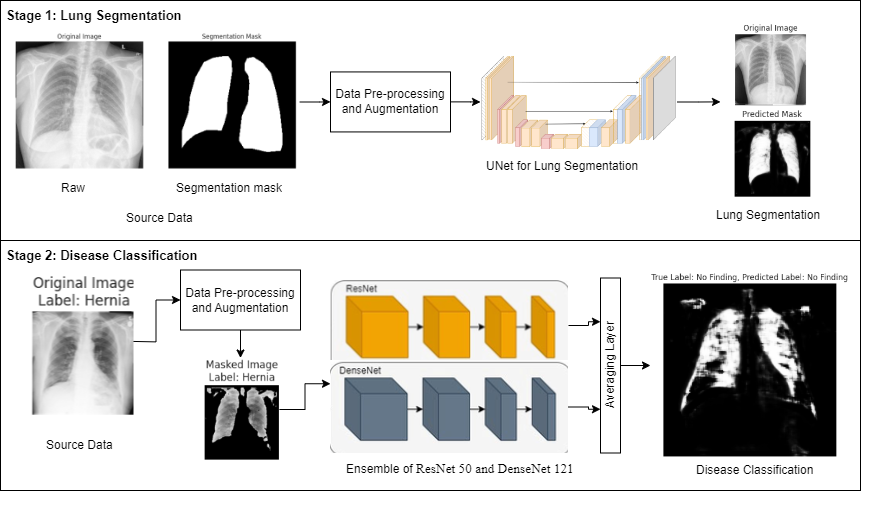 Stage 1: Lung Segmentation
Original Image
Segmentation Mask
Raw
Segmentation mask
Source Data
Data Pre-processing
and Augmentation
UNet for Lung Segmentation
Original Image
Predicted Mask
Lung Segmentation
Stage 2: Disease Classification
Original Image
Label: Hernia
Source Data
Data Pre-processing
and Augmentation
Masked Image
Label: Hernia
ResNet
DenseNet
Ensemble of ResNet 50 and DenseNet 121
Averaging Layer
True Label: No Finding, Predicted Label: No Finding
Disease Classification